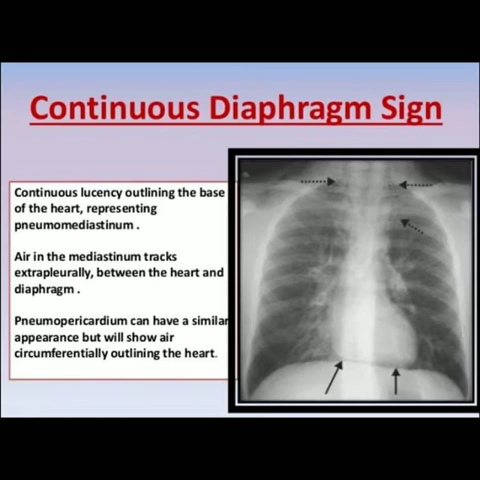 Continuous Diaphragm Sign
Continuous lucency outlining the base
of the heart, representing
pneumomediastinum .
Air in the mediastinum tracks
extrapleurally, between the heart and
diaphragm .
Pneumopericardium can have a similar
appearance but will show air
circumferentially outlining the heart.